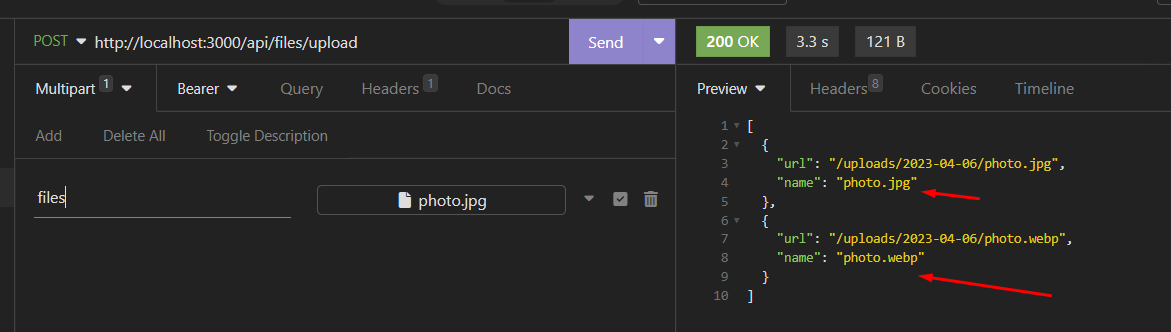 POST http://localhost:3000/api/files/upload Send
200 OK 3.3 s 121 B
Multipart 1 Bearer Query Headers 1 Docs
Preview Headers 8 Cookies Timeline
Add Delete All Toggle Description
files photo.jpg
1 [
2 {
3 "url": "/uploads/2023-04-06/photo.jpg",
4 "name": "photo.jpg"
5 },
6 {
7 "url": "/uploads/2023-04-06/photo.webp",
8 "name": "photo.webp"
9 }
10 ]